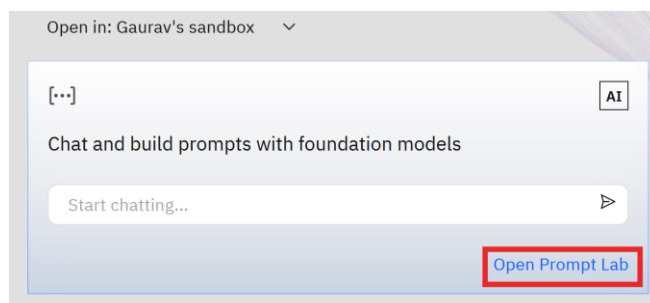 Open in: Gaurav's sandbox
[...]
AI
Chat and build prompts with foundation models
Start chatting...
Open Prompt Lab